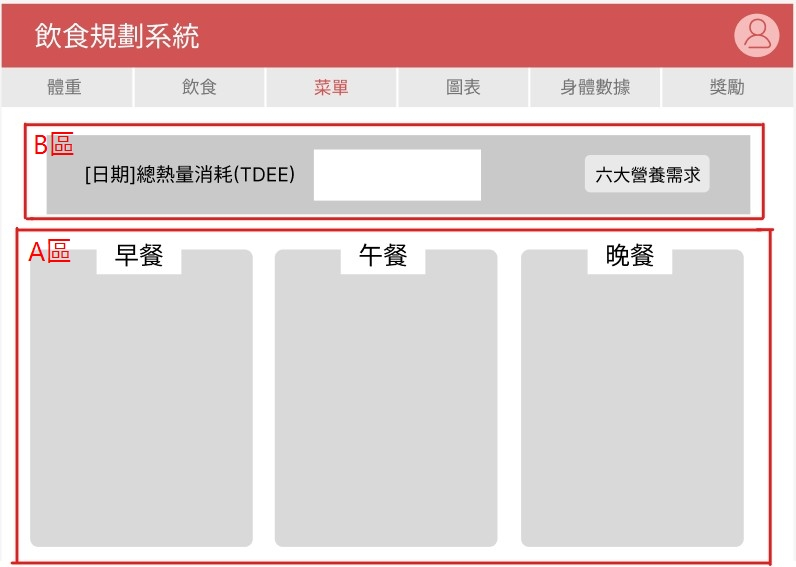 飲食規劃系統
體重 飲食 菜單 圖表 身體數據 獎勵
B區
[日期]總熱量消耗(TDEE) 六大營養需求
A區
早餐 午餐 晚餐